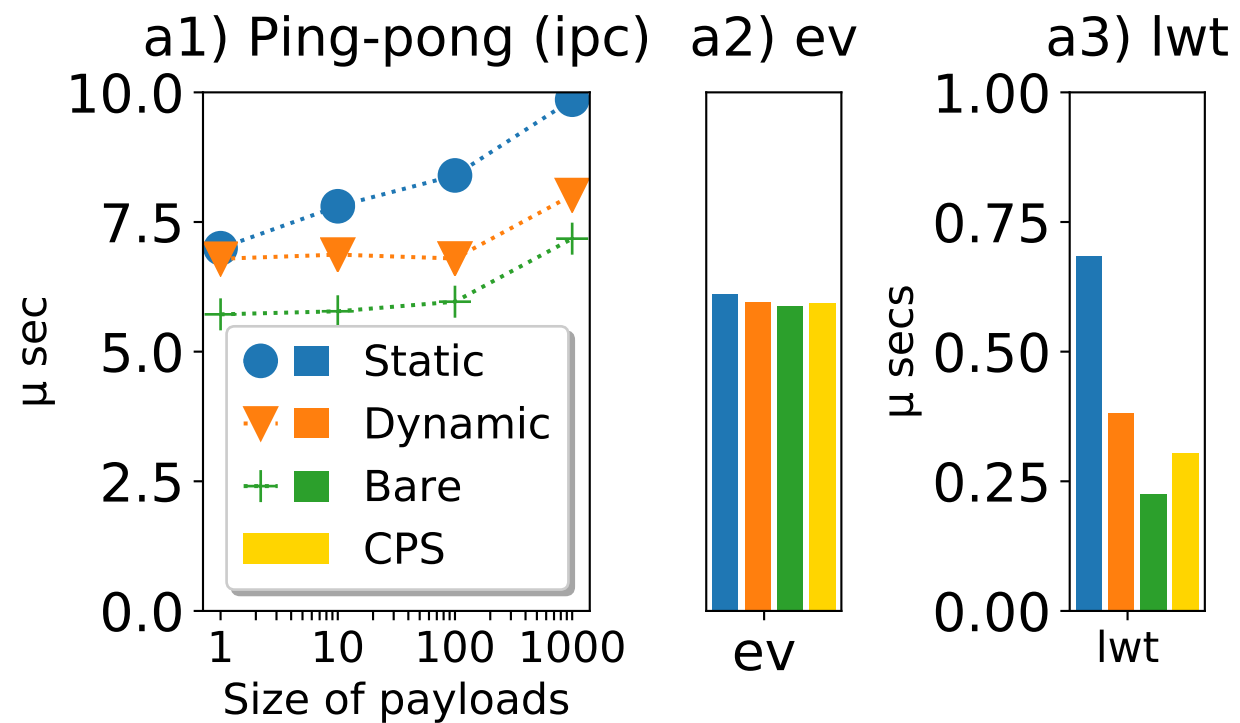 a1) Ping-pong (ipc)
10.0
7.5
5.0
2.5
0.0
μ sec
Static
Dynamic
Bare
CPS
1 10 100 1000
Size of payloads
a2) ev
ev
a3) lwt
1.00
0.75
0.50
0.25
0.00
μ secs
lwt